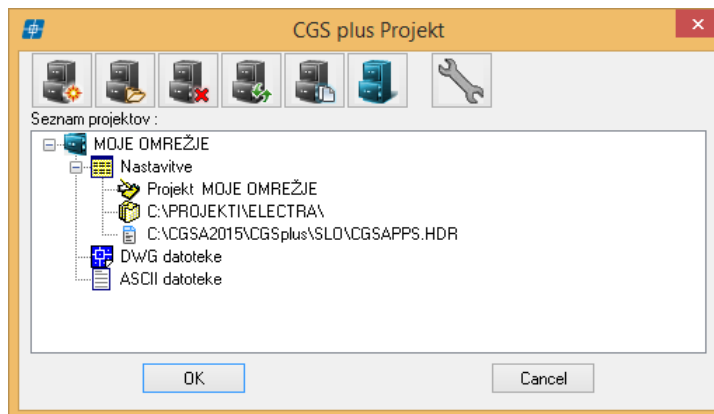 CGS plus Projekt
Seznam projektov :
MOJE OMREŽJE
Nastavitve
Projekt MOJE OMREŽJE
C:\PROJEKTI\ELECTRA\
C:\CGSA2015\CGSplus\SLO\CGSAPPS.HDR
DWG datoteke
ASCII datoteke
OK
Cancel